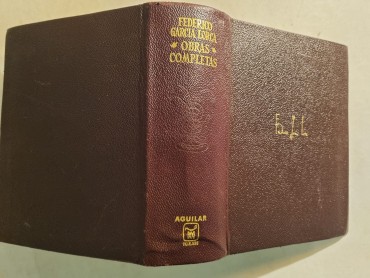 FEDERICO
GARCIA LORCA
OBRAS
COMPLETAS
AGUILAR